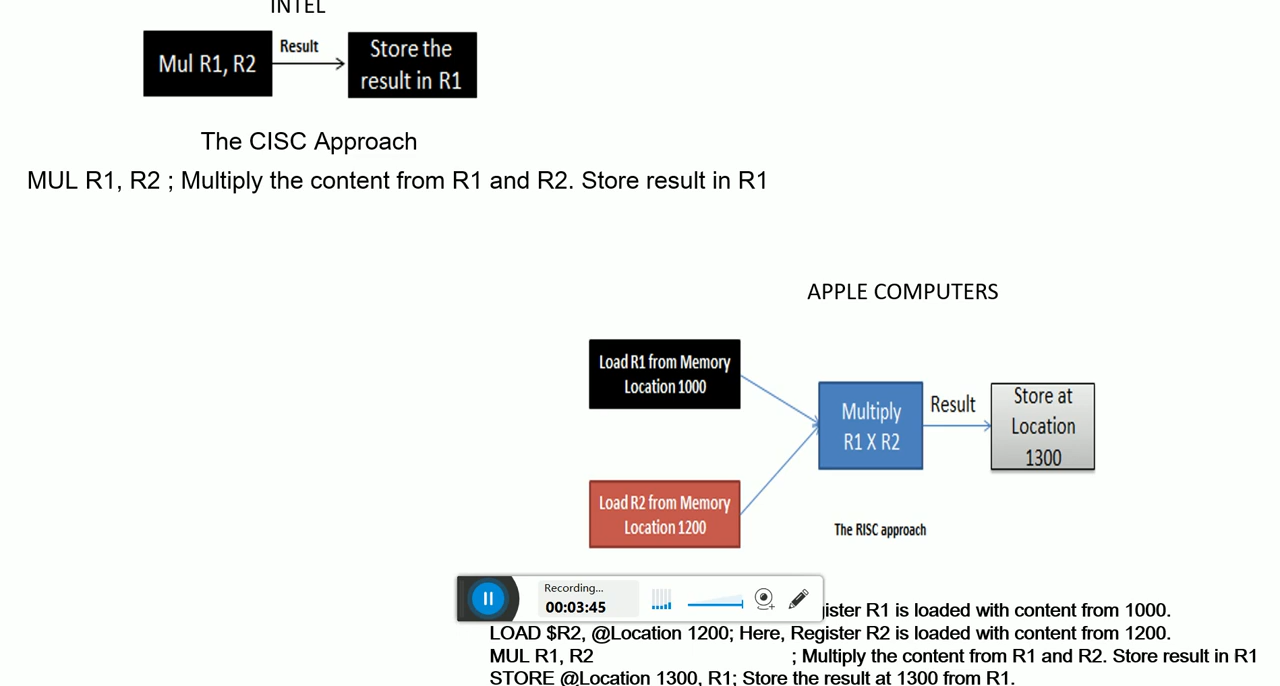 INTEL
Mul R1, R2
Result
Store the
result in R1
The CISC Approach
MUL R1, R2 ; Multiply the content from R1 and R2. Store result in R1
APPLE COMPUTERS
Load R1 from Memory
Location 1000
Multiply
R1 X R2
Result
Store at
Location
1300
Load R2 from Memory
Location 1200
The RISC approach
Recording...
00:03:45
R1 is loaded with content from 1000.
LOAD $R2, @Location 1200; Here, Register R2 is loaded with content from 1200.
MUL R1, R2 ; Multiply the content from R1 and R2. Store result in R1
STORE @Location 1300, R1; Store the result at 1300 from R1.